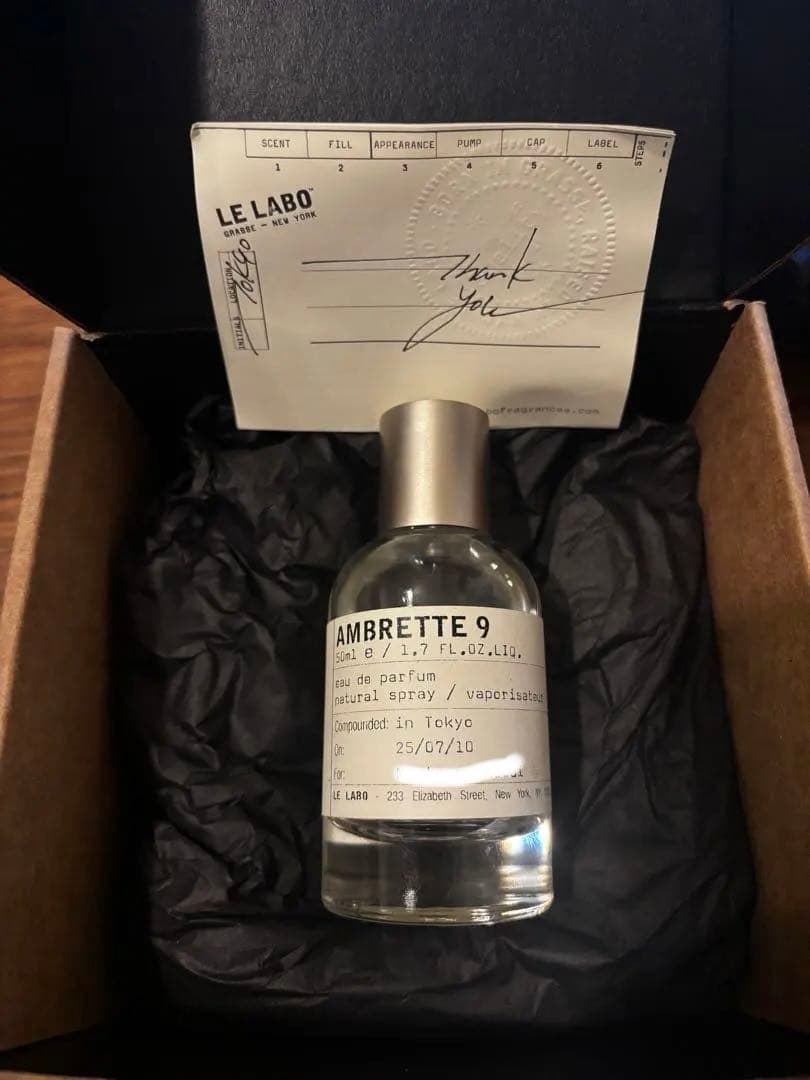 SCENT FILL APPEARANCE PUMP CAP LABEL STEPS
1 2 3 4 5 6
LE LABO™
GRASSE – NEW YORK
INITIALS LOCATION
TOKYO
Thank
You
AMBRETTE 9
50ml e / 1.7 FL.OZ.LIQ.
eau de parfum
natural spray / vaporisateur
Compounded: in Tokyo
On: 25/07/10
For:
LE LABO - 233 Elizabeth Street, New York, NY